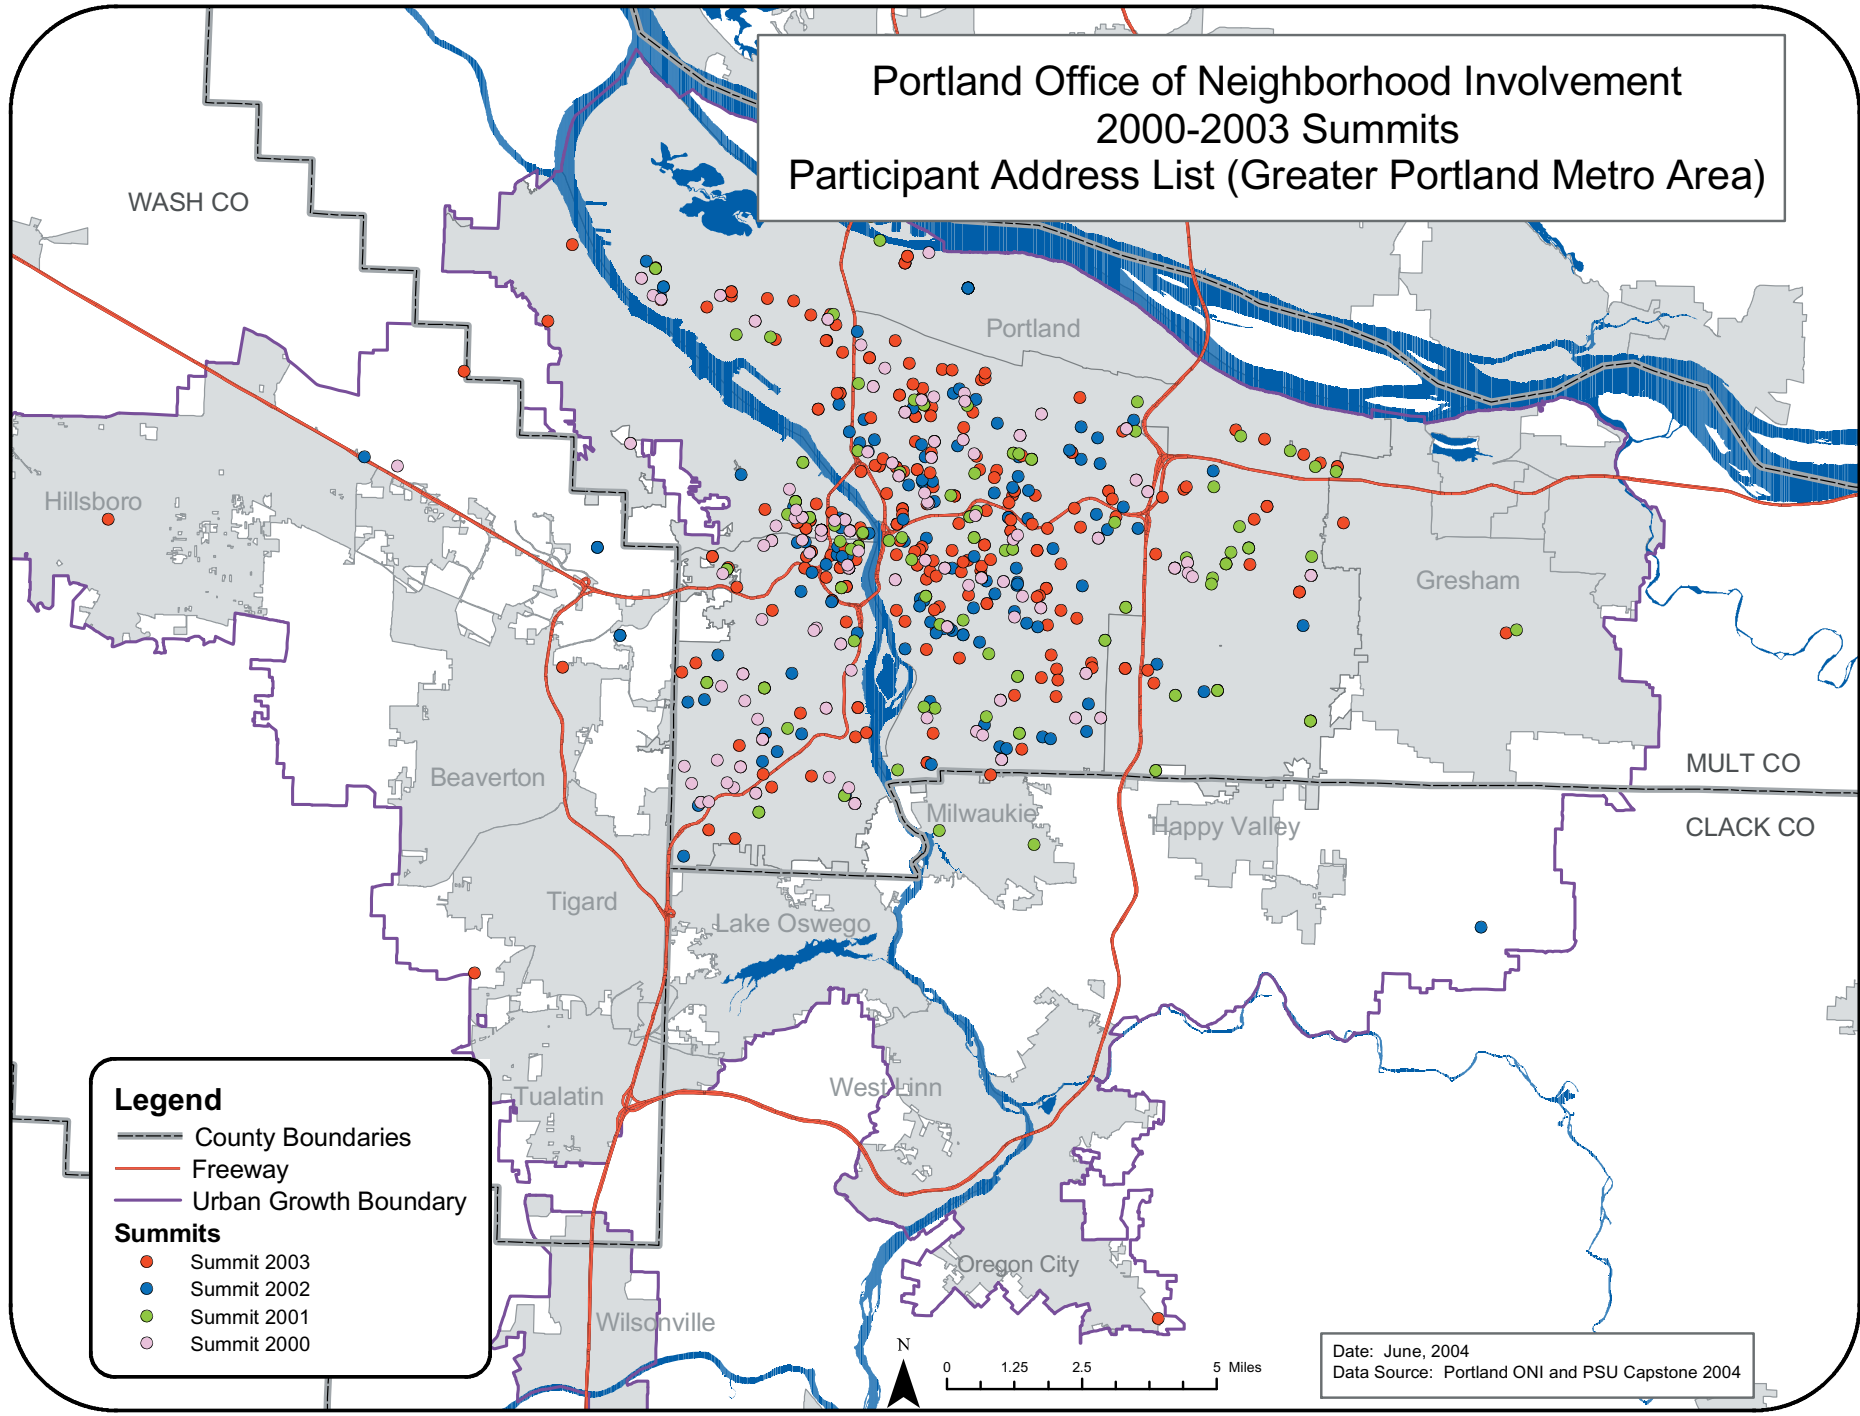 Portland Office of Neighborhood Involvement
2000-2003 Summits
Participant Address List (Greater Portland Metro Area)
WASH CO
Portland
Hillsboro
Gresham
Beaverton
MULT CO
Milwaukie
Happy Valley
CLACK CO
Tigard
Lake Oswego
Tualatin
West Linn
Oregon City
Wilsonville
Legend
County Boundaries
Freeway
Urban Growth Boundary
Summits
Summit 2003
Summit 2002
Summit 2001
Summit 2000
N
0 1.25 2.5 5 Miles
Date: June, 2004
Data Source: Portland ONI and PSU Capstone 2004